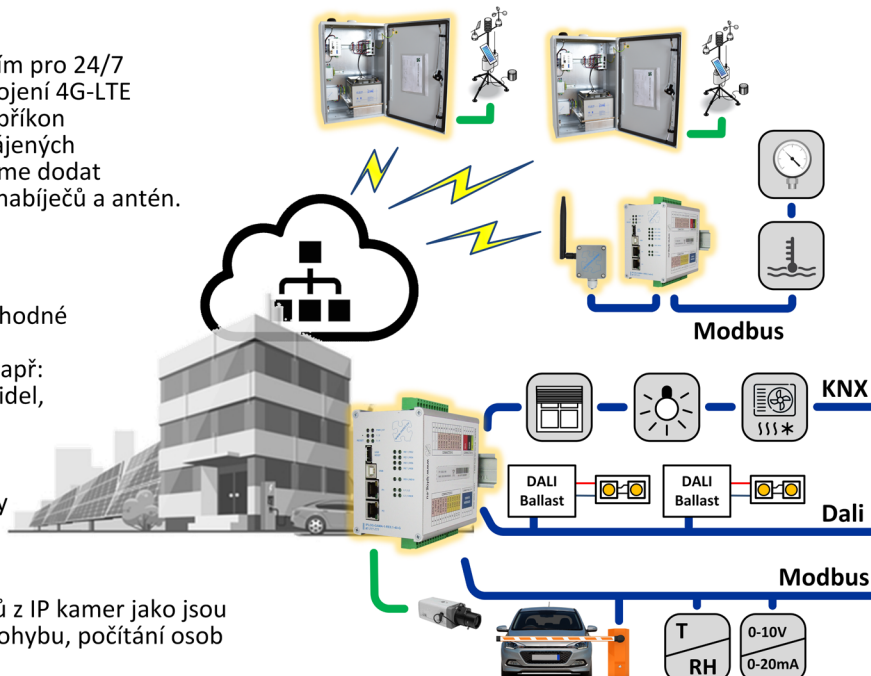 ím pro 24/7
ojení 4G-LTE
příkon
ájených
me dodat
nabíječů a antén.
hodné
apř:
idel,
y
ů z IP kamer jako jsou
ohybu, počítání osob
Modbus
KNX
DALI
Ballast
DALI
Ballast
Dali
Modbus
T
RH
0-10V
0-20mA